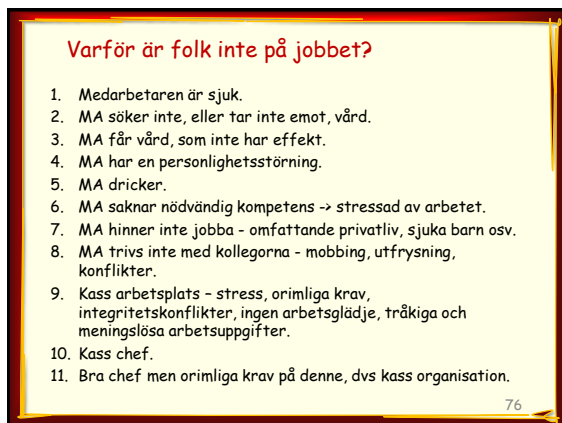 Varför är folk inte på jobbet?
1. Medarbetaren är sjuk.
2. MA söker inte, eller tar inte emot, vård.
3. MA får vård, som inte har effekt.
4. MA har en personlighetsstörning.
5. MA dricker.
6. MA saknar nödvändig kompetens -> stressad av arbetet.
7. MA hinner inte jobba - omfattande privatliv, sjuka barn osv.
8. MA trivs inte med kollegorna - mobbing, utfrysning,
konflikter.
9. Kass arbetsplats – stress, orimliga krav,
integritetskonflikter, ingen arbetsglädje, tråkiga och
meningslösa arbetsuppgifter.
10. Kass chef.
11. Bra chef men orimliga krav på denne, dvs kass organisation.
76